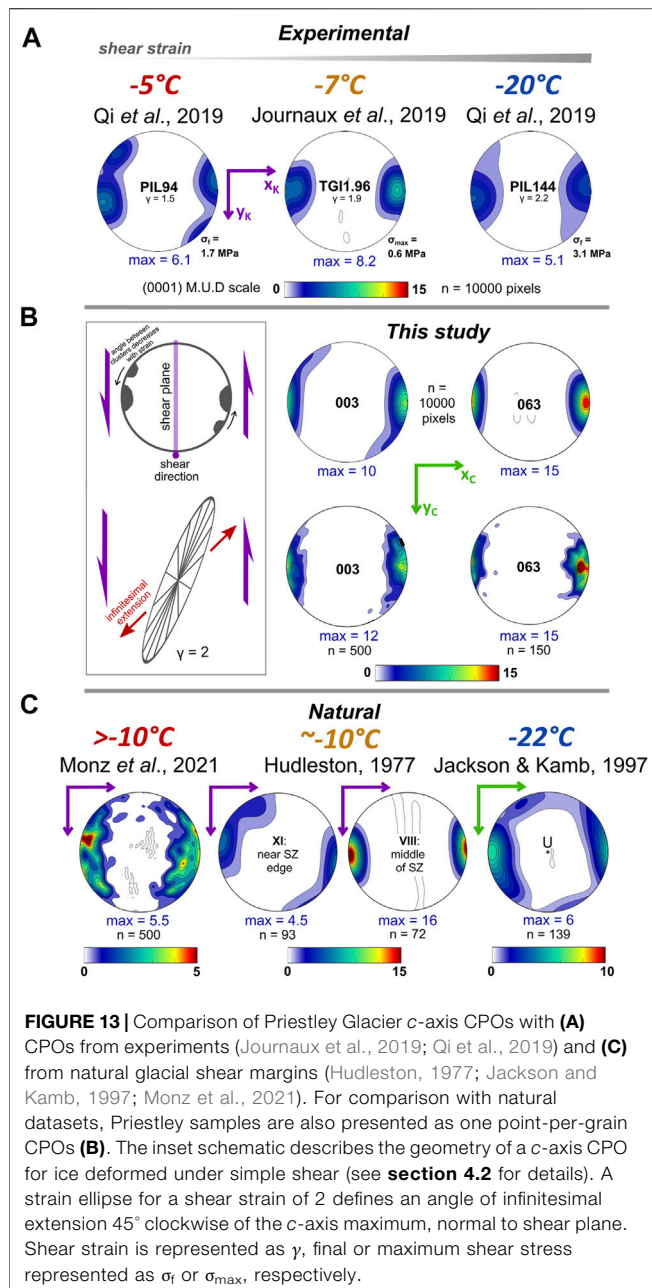 A
Experimental
shear strain
-5°C
-7°C
-20°C
Qi et al., 2019
Journaux et al., 2019
Qi et al., 2019
PIL94
γ = 1.5
xK
yK
TGI1.96
γ = 1.9
PIL144
γ = 2.2
σf =
1.7 MPa
σmax =
0.6 MPa
σf =
3.1 MPa
max = 6.1
max = 8.2
max = 5.1
(0001) M.U.D scale 0 15 n = 10000 pixels
B
This study
angle between
clusters decreases
with strain
shear plane
shear
direction
infinitesimal
extension
γ = 2
003
n =
10000
pixels
063
max = 10
max = 15
xC
yC
003
063
max = 12
n = 500
max = 15
n = 150
0 15
C
Natural
>-10°C
~-10°C
-22°C
Monz et al., 2021
Hudleston, 1977
Jackson & Kamb, 1997
XI:
near SZ
edge
VIII:
middle
of SZ
U
max = 5.5
n = 500
max = 4.5
n = 93
max = 16
n = 72
max = 6
n = 139
0 5
0 15
0 10
FIGURE 13 | Comparison of Priestley Glacier c-axis CPOs with (A)
CPOs from experiments (Journaux et al., 2019; Qi et al., 2019) and (C)
from natural glacial shear margins (Hudleston, 1977; Jackson and
Kamb, 1997; Monz et al., 2021). For comparison with natural
datasets, Priestley samples are also presented as one point-per-grain
CPOs (B). The inset schematic describes the geometry of a c-axis CPO
for ice deformed under simple shear (see section 4.2 for details). A
strain ellipse for a shear strain of 2 defines an angle of infinitesimal
extension 45° clockwise of the c-axis maximum, normal to shear plane.
Shear strain is represented as γ, final or maximum shear stress
represented as σf or σmax, respectively.